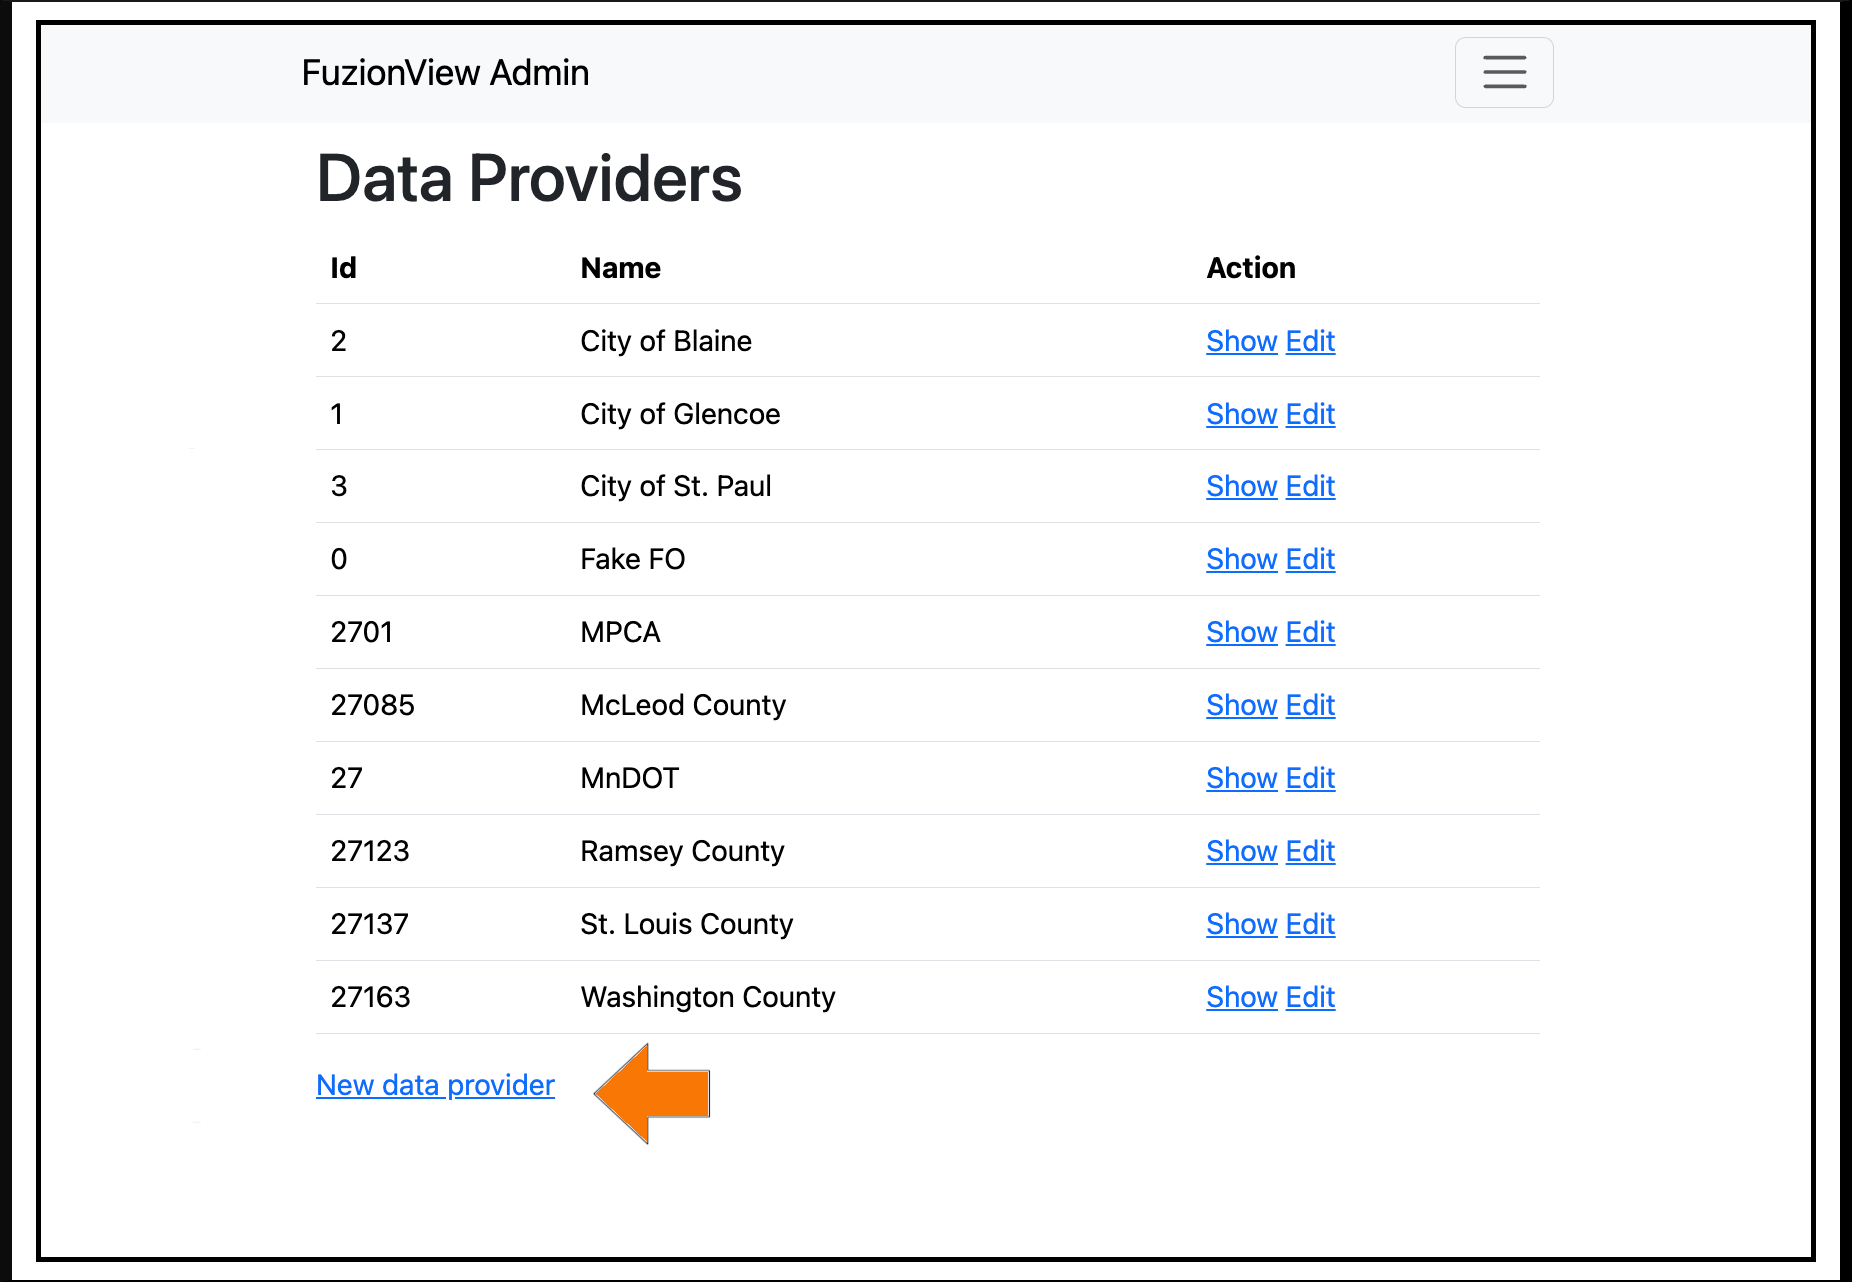 FuzionView Admin
Data Providers
Id Name Action
2 City of Blaine Show Edit
1 City of Glencoe Show Edit
3 City of St. Paul Show Edit
0 Fake FO Show Edit
2701 MPCA Show Edit
27085 McLeod County Show Edit
27 MnDOT Show Edit
27123 Ramsey County Show Edit
27137 St. Louis County Show Edit
27163 Washington County Show Edit
New data provider